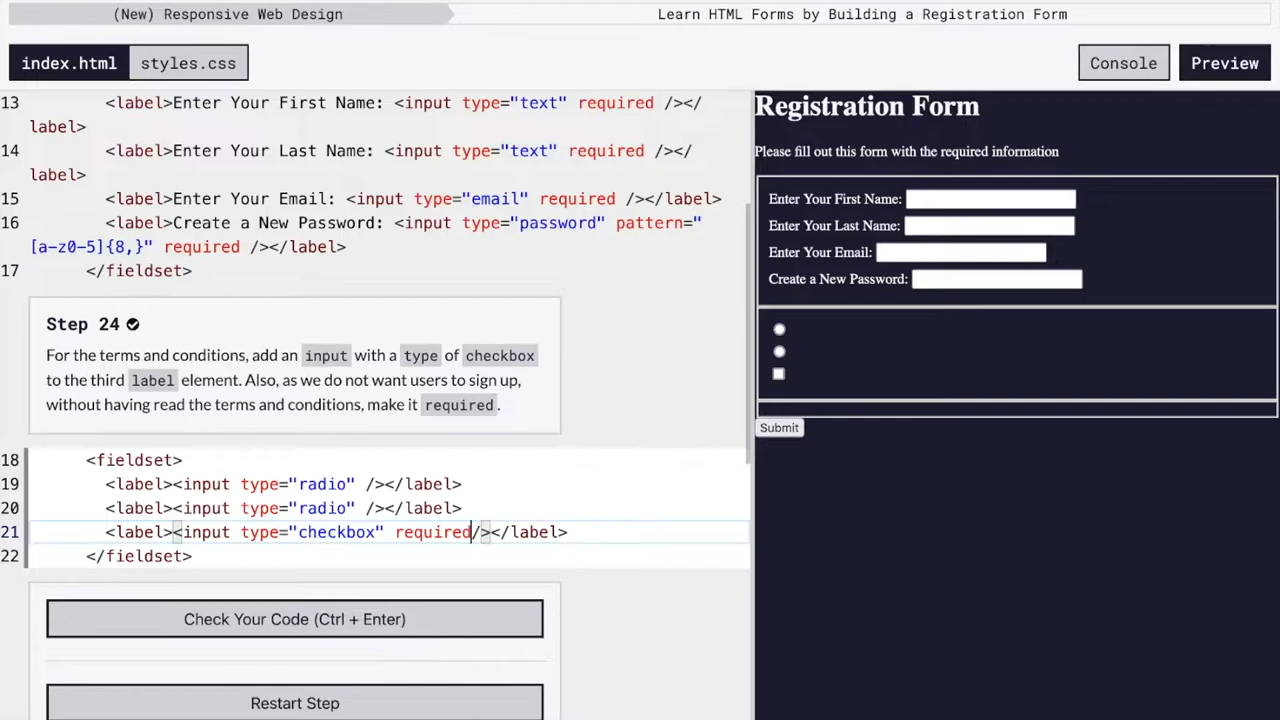 (New) Responsive Web Design
Learn HTML Forms by Building a Registration Form
index.html
styles.css
Console
Preview
13 <label>Enter Your First Name: <input type="text" required /></
label>
14 <label>Enter Your Last Name: <input type="text" required /></
label>
15 <label>Enter Your Email: <input type="email" required /></label>
16 <label>Create a New Password: <input type="password" pattern="
[a-z0-5]{8,}" required /></label>
17 </fieldset>
Step 24
For the terms and conditions, add an input with a type of checkbox
to the third label element. Also, as we do not want users to sign up,
without having read the terms and conditions, make it required.
18 <fieldset>
19 <label><input type="radio" /></label>
20 <label><input type="radio" /></label>
21 <label><input type="checkbox" required/></label>
22 </fieldset>
Check Your Code (Ctrl + Enter)
Restart Step
Registration Form
Please fill out this form with the required information
Enter Your First Name:
Enter Your Last Name:
Enter Your Email:
Create a New Password:
Submit